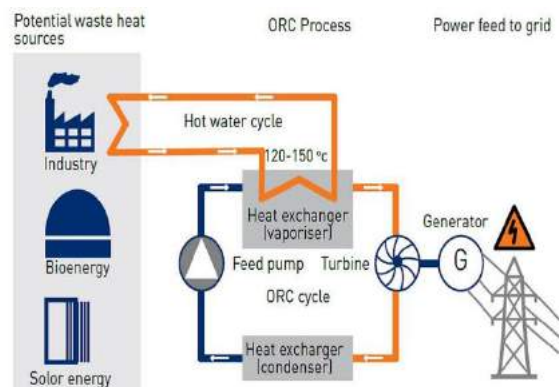 Potential waste heat
sources
ORC Process
Power feed to grid
Hot water cycle
120-150 °c
Industry
Heat exchanger
(vaporiser)
Generator
Bioenergy
Feed pump
Turbine
G
ORC cycle
Heat excharger
(condenser)
Solor energy